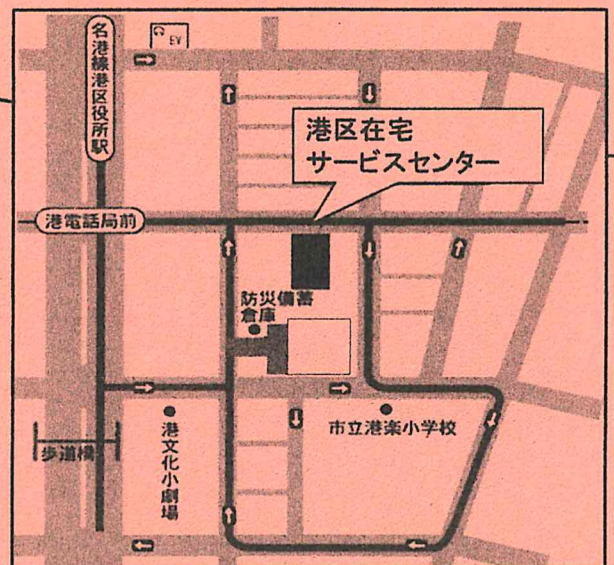 名港線港区役所駅
EV
港区在宅
サービスセンター
港電話局前
防災備蓄
倉庫
市立港楽小学校
港文化小劇場
歩道橋